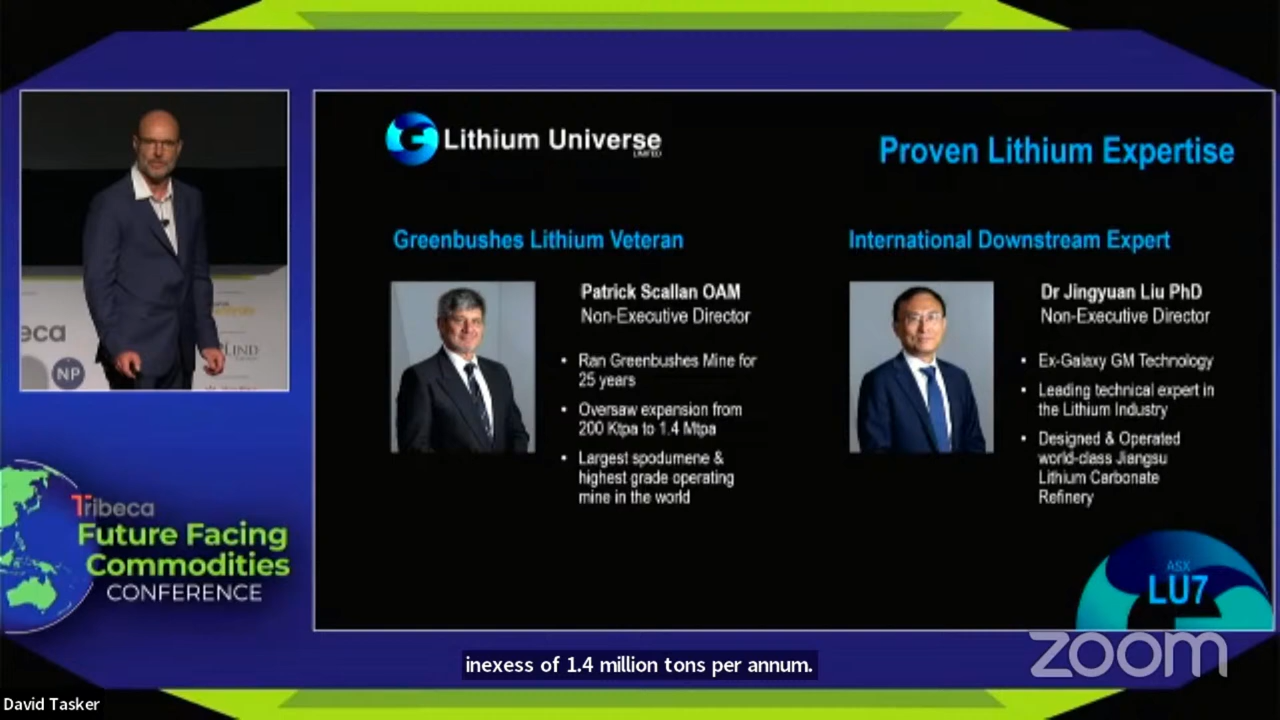 Lithium Universe
LIMITED
Proven Lithium Expertise
Greenbushes Lithium Veteran
Patrick Scallan OAM
Non-Executive Director
• Ran Greenbushes Mine for
25 years
• Oversaw expansion from
200 Ktpa to 1.4 Mtpa
• Largest spodumene &
highest grade operating
mine in the world
International Downstream Expert
Dr Jingyuan Liu PhD
Non-Executive Director
• Ex-Galaxy GM Technology
• Leading technical expert in
the Lithium Industry
• Designed & Operated
world-class Jiangsu
Lithium Carbonate
Refinery
ASX
LU7
eca
NP
LIND
Tribeca
Future Facing
Commodities
CONFERENCE
inexess of 1.4 million tons per annum.
zoom
David Tasker